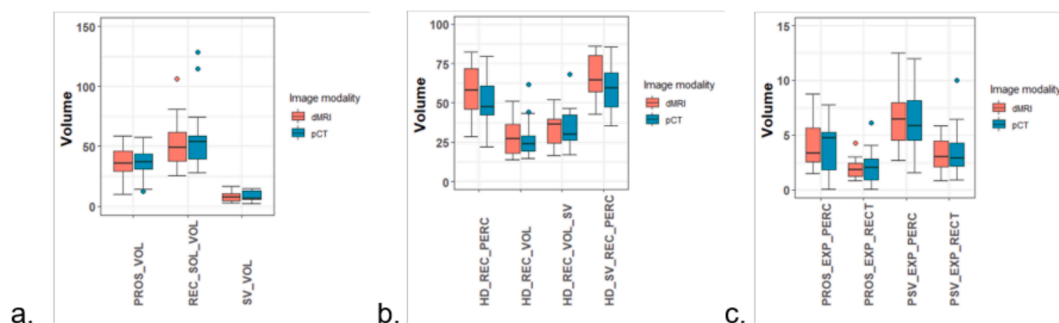 a.
Volume
150
100
50
0
PROS_VOL
REC_SOL_VOL
SV_VOL
Image modality
dMRI
pCT
b.
Volume
100
75
50
25
0
HD_REC_PERC
HD_REC_VOL
HD_REC_VOL_SV
HD_SV_REC_PERC
Image modality
dMRI
pCT
c.
Volume
15
10
5
0
PROS_EXP_PERC
PROS_EXP_RECT
PSV_EXP_PERC
PSV_EXP_RECT
Image modality
dMRI
pCT